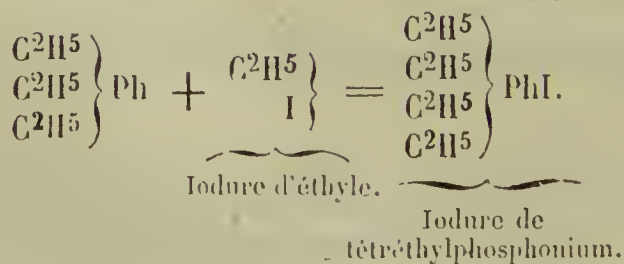 C²H⁵
C²H⁵
C²H⁵
} Ph + C²H⁵
I } = C²H⁵
C²H⁵
C²H⁵
C²H⁵
} PhI.
Iodure d'éthyle.
Iodure de
tétréthylphosphonium.